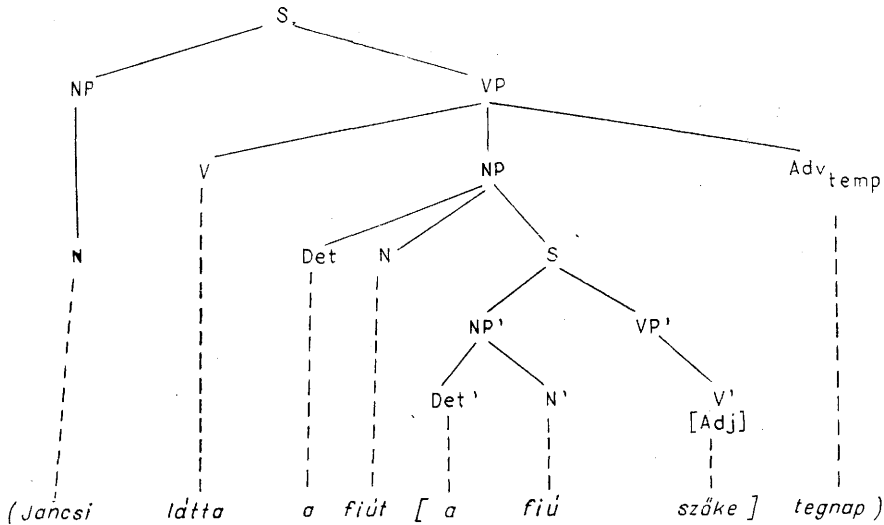 S
NP VP
V NP Adv temp
N Det N S
NP' VP'
Det' N' V'
[Adj]
(Jancsi látta a fiút [ a fiú szőke ] tegnap)